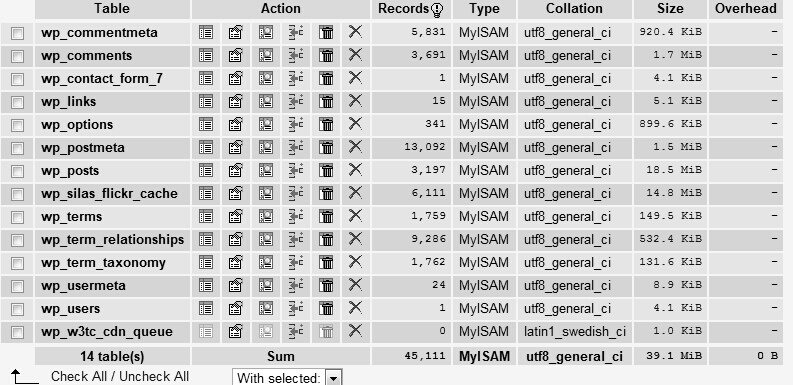 Table Action Records Type Collation Size Overhead
wp_commentmeta 5,831 MyISAM utf8_general_ci 920.4 KiB -
wp_comments 3,691 MyISAM utf8_general_ci 1.7 MiB -
wp_contact_form_7 1 MyISAM utf8_general_ci 4.1 KiB -
wp_links 15 MyISAM utf8_general_ci 5.1 KiB -
wp_options 341 MyISAM utf8_general_ci 899.6 KiB -
wp_postmeta 13,092 MyISAM utf8_general_ci 1.5 MiB -
wp_posts 3,197 MyISAM utf8_general_ci 18.5 MiB -
wp_silas_flickr_cache 6,111 MyISAM utf8_general_ci 14.8 MiB -
wp_terms 1,759 MyISAM utf8_general_ci 149.5 KiB -
wp_term_relationships 9,286 MyISAM utf8_general_ci 532.4 KiB -
wp_term_taxonomy 1,762 MyISAM utf8_general_ci 131.6 KiB -
wp_usermeta 24 MyISAM utf8_general_ci 8.9 KiB -
wp_users 1 MyISAM utf8_general_ci 4.1 KiB -
wp_w3tc_cdn_queue 0 MyISAM latin1_swedish_ci 1.0 KiB -
14 table(s) Sum 45,111 MyISAM utf8_general_ci 39.1 MiB 0 B
Check All / Uncheck All With selected: